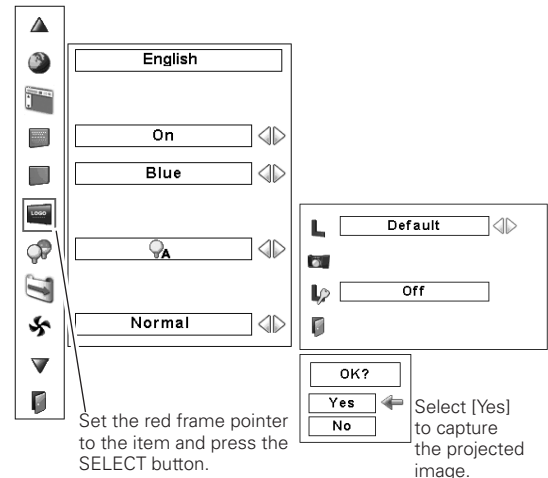 English
On
Blue
LOGO
A
Normal
L
Default
L
Off
OK?
Yes
No
Set the red frame pointer
to the item and press the
SELECT button.
Select [Yes]
to capture
the projected
image.